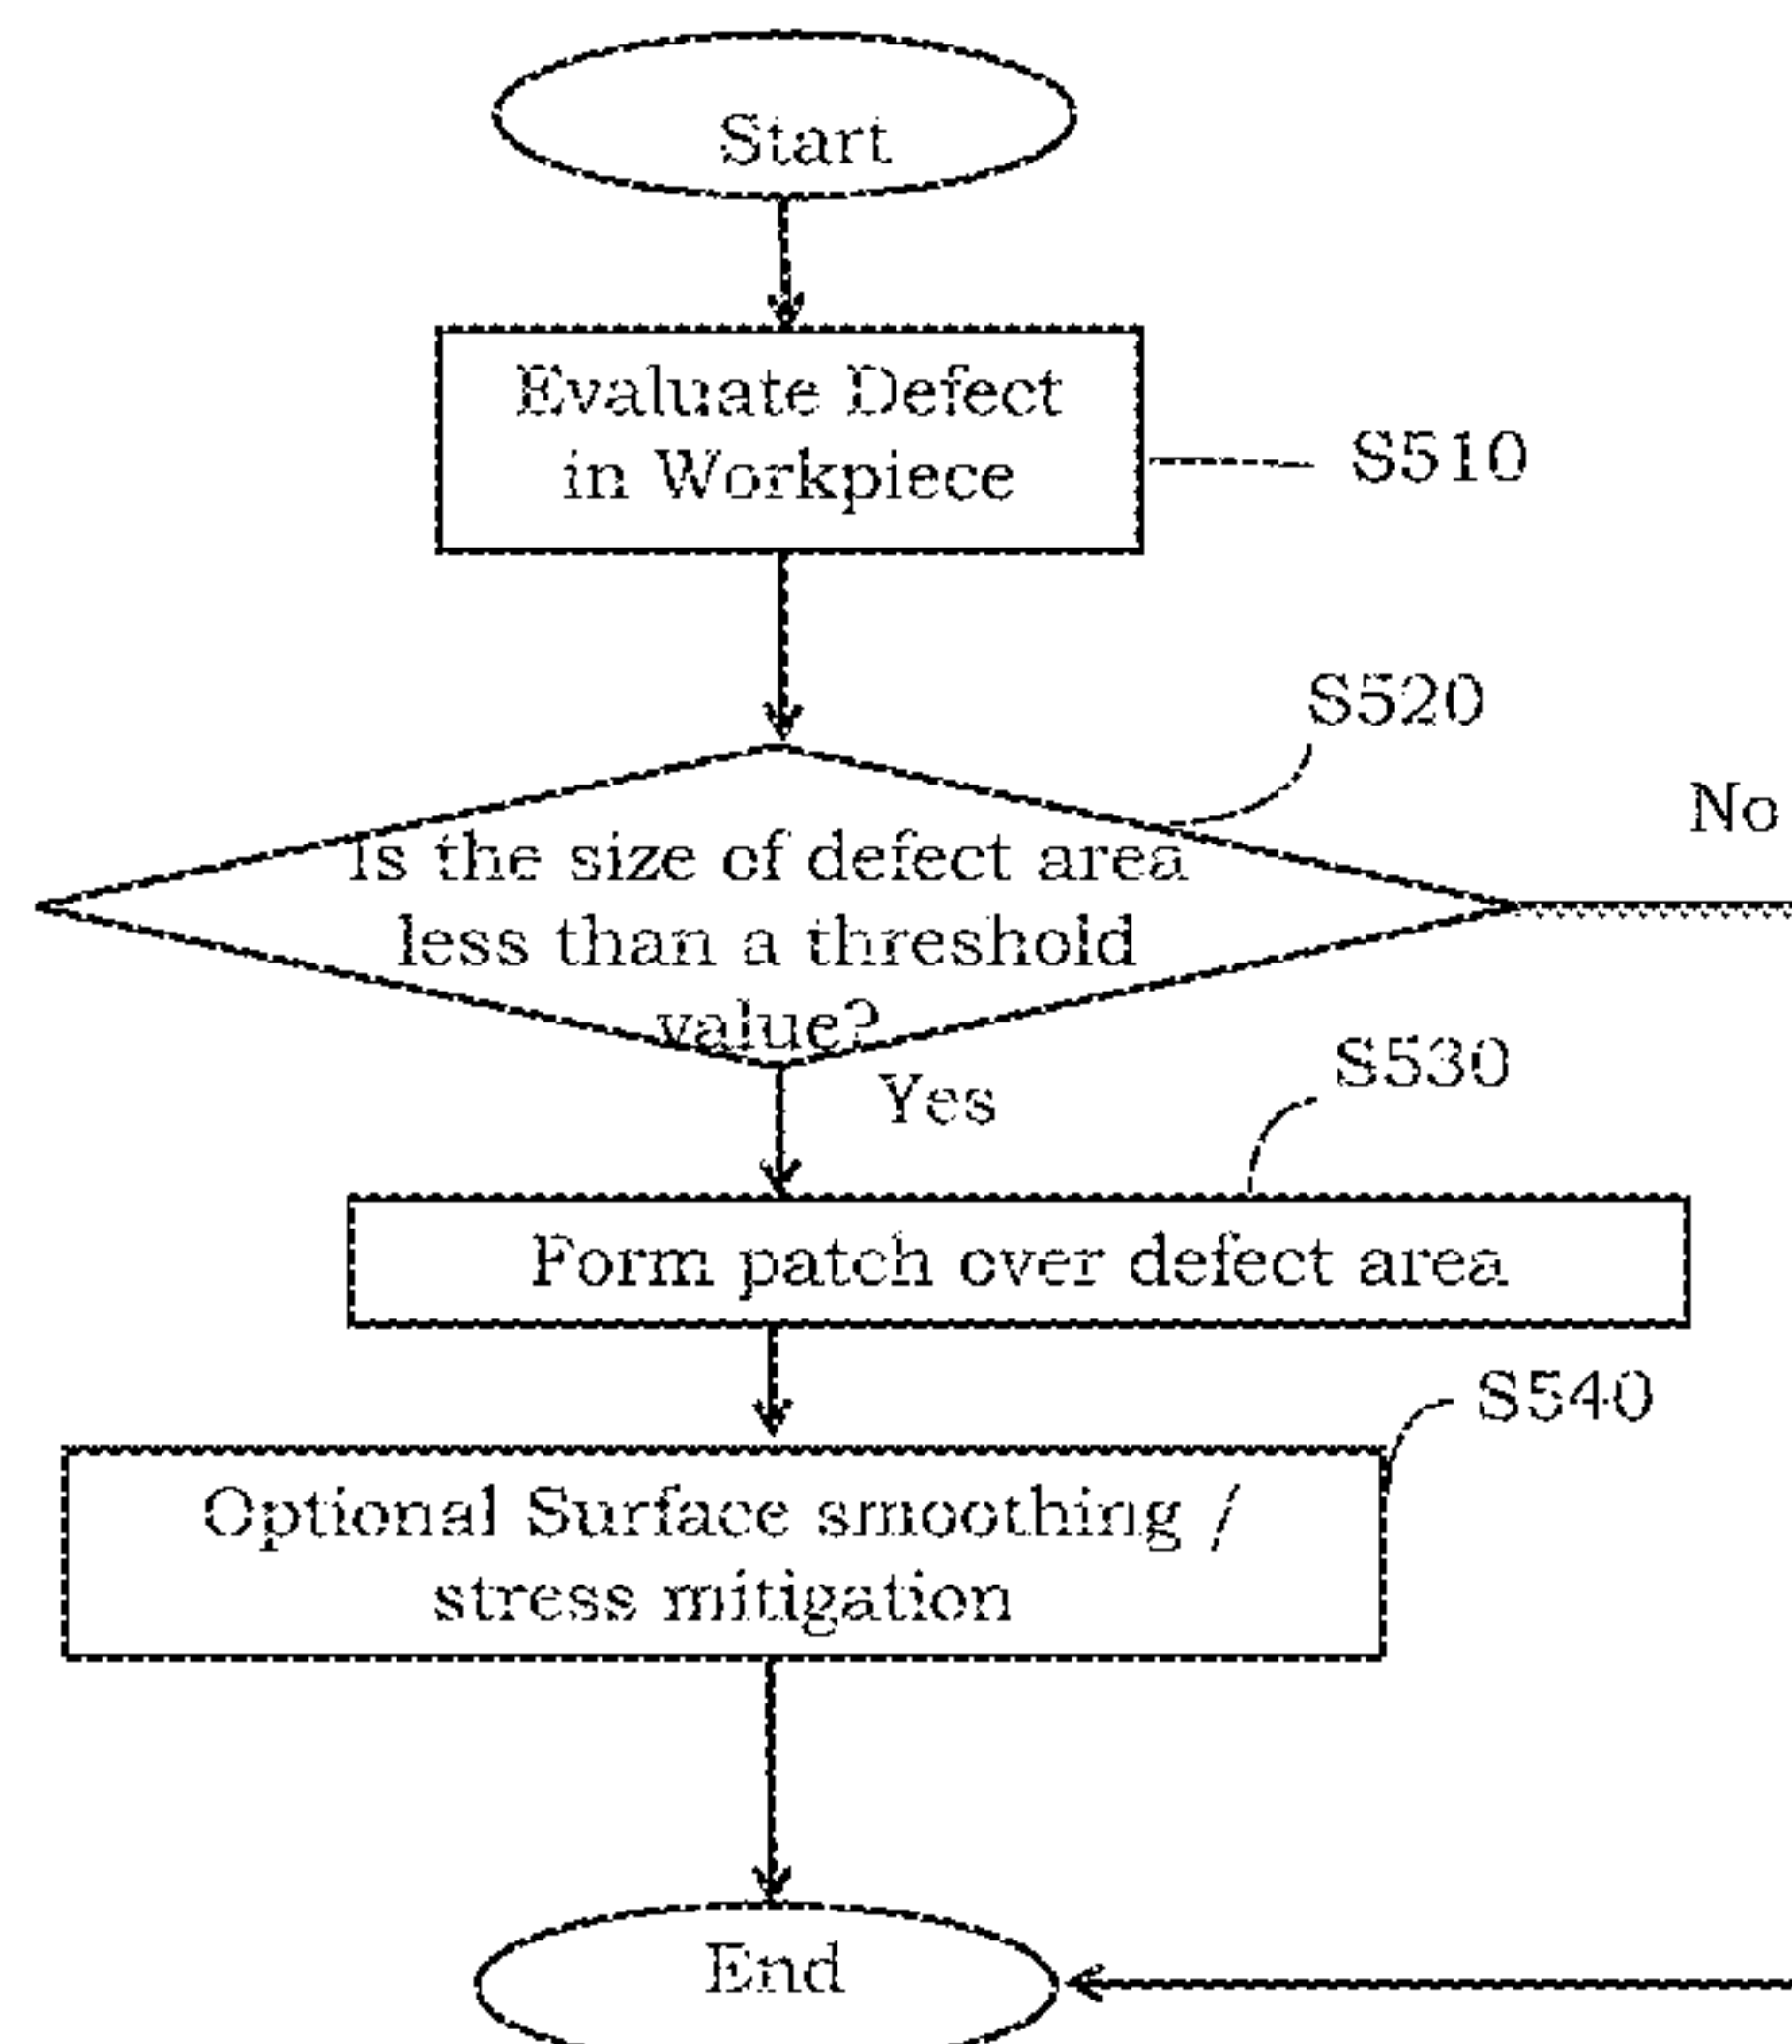 Start
Evaluate Defect
in Workpiece
S510
S520
No
Is the size of defect area
less than a threshold
value?
Yes
S530
Form patch over defect area
S540
Optional Surface smoothing /
stress mitigation
End